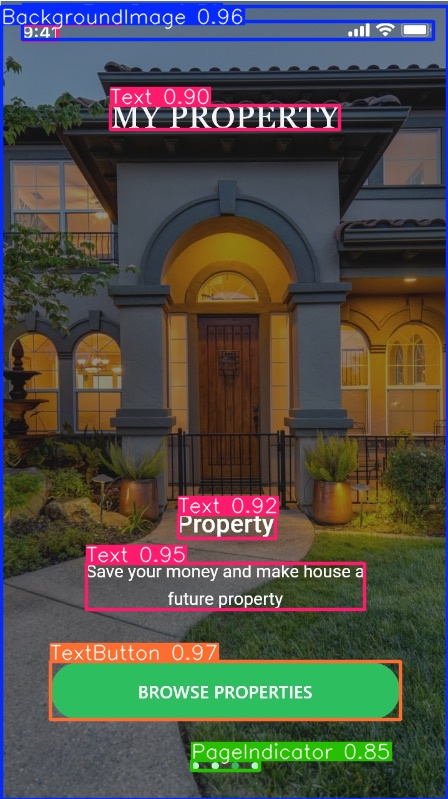 BackgroundImage 0.96
9:41
Text 0.90
MY PROPERTY
Text 0.92
Property
Text 0.95
Save your money and make house a
future property
TextButton 0.97
BROWSE PROPERTIES
PageIndicator 0.85